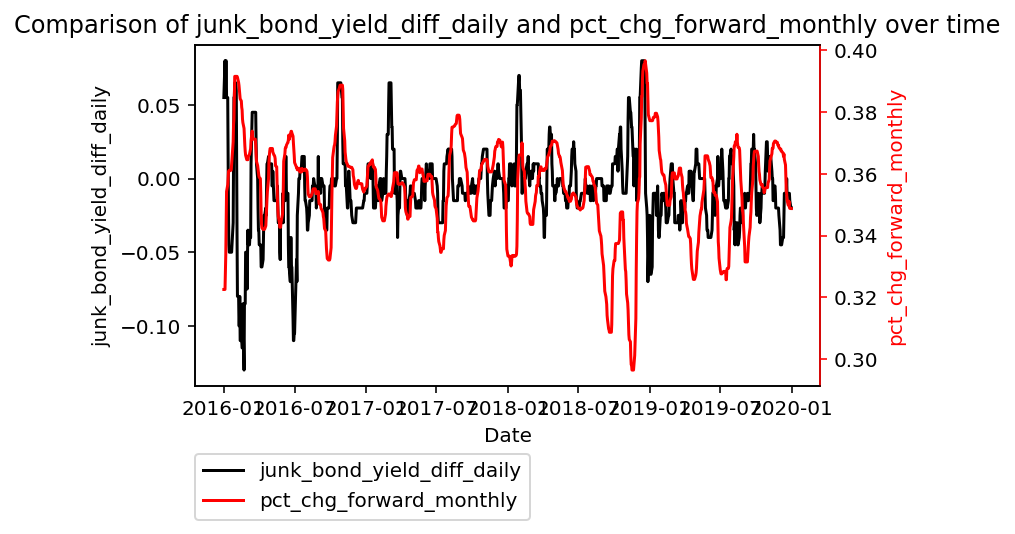 Comparison of junk_bond_yield_diff_daily and pct_chg_forward_monthly over time
junk_bond_yield_diff_daily
0.05
0.00
−0.05
−0.10
0.40
0.38
0.36
0.34
0.32
0.30
pct_chg_forward_monthly
2016-01 2016-07 2017-01 2017-07 2018-01 2018-07 2019-01 2019-07 2020-01
Date
junk_bond_yield_diff_daily
pct_chg_forward_monthly